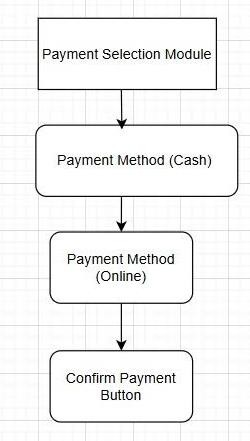 Payment Selection Module
Payment Method (Cash)
Payment Method
(Online)
Confirm Payment
Button